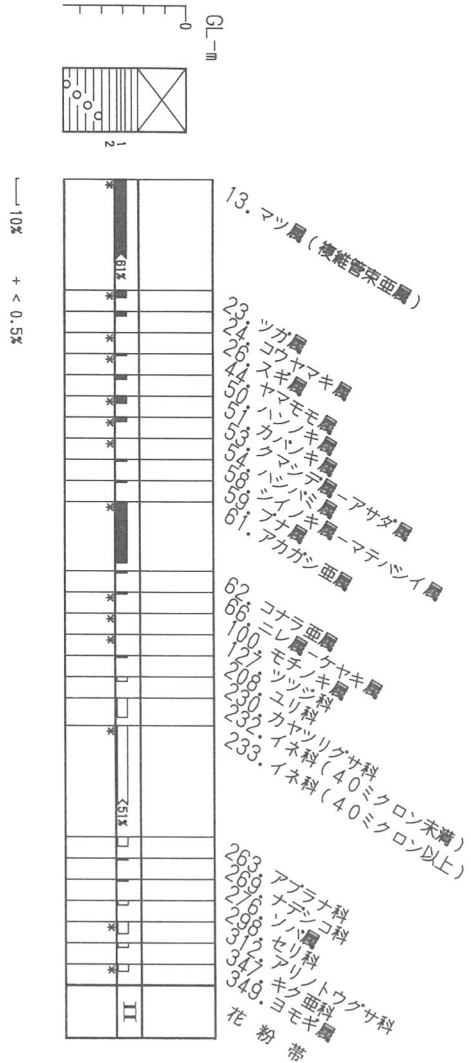 GL-m
0
1
2
10%
+ < 0.5%
13. マツ属 (複維管束亜属)
23. ツガ属
24. コウヤマキ属
26. スギ属
44. ヤマモモ属
50. ハンノキ属
51. カバノキ属
53. クマシデ属ーアサダ属
54. ハシバミ属
58. シイノキ属ーマテバシイ属
59. ブナ属
61. アカガシ亜属
62. コナラ亜属
66. ニレ属ーケヤキ属
100. モチノキ属
127. ツツジ科
208. ユリ科
230. カヤツリグサ科
232. イネ科 (40ミクロン未満)
233. イネ科 (40ミクロン以上)
263. アブラナ科
269. ナデシコ科
276. ソバ属
298. セリ科
312. アリノトウグサ科
347. キク亜科
349. ヨモギ属
花粉帯
<61%
<51%
* * * * * * * * * * * * * *
II